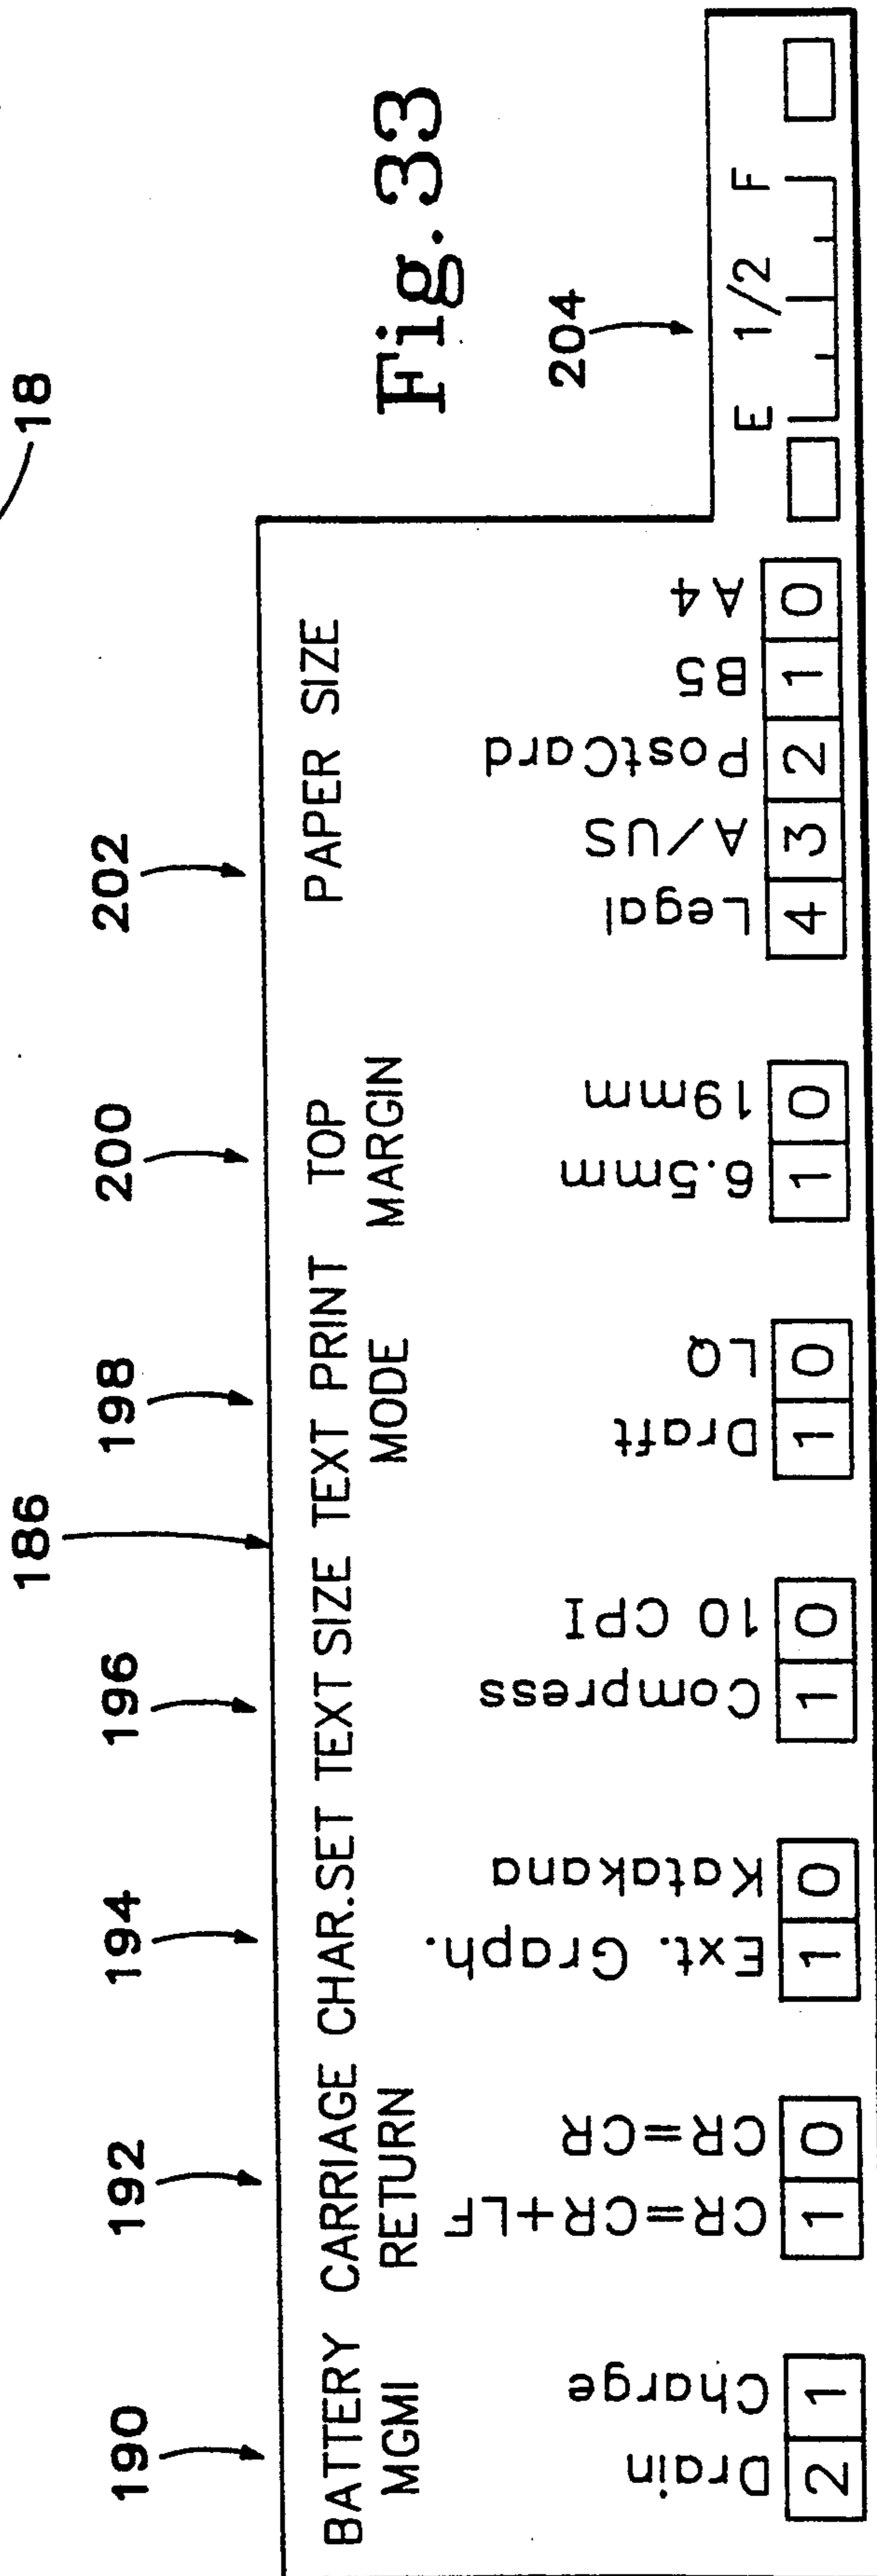 18
Fig. 33
186
190
192
194
196
198
200
202
204
BATTERY
MGMI
CARRIAGE
RETURN
CHAR.SET
TEXT SIZE
TEXT PRINT
MODE
TOP
MARGIN
PAPER SIZE
E 1/2 F
Drain
Charge
CR=CR+LF
CR=CR
Ext. Graph.
Katakana
Compress
10 CPI
Draft
LQ
6.5mm
19mm
Legal
A/US
PostCard
B5
A4
2 1
1 0
1 0
1 0
1 0
1 0
4 3 2 1 0